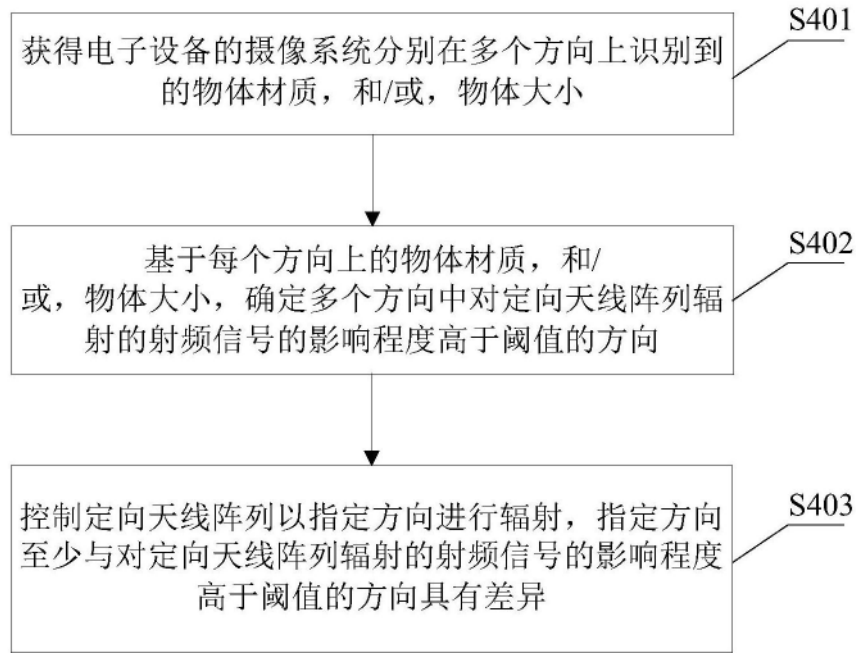 S401
获得电子设备的摄像系统分别在多个方向上识别到
的物体材质，和/或，物体大小
S402
基于每个方向上的物体材质，和/
或，物体大小，确定多个方向中对定向天线阵列辐
射的射频信号的影响程度高于阈值的方向
S403
控制定向天线阵列以指定方向进行辐射，指定方向
至少与对定向天线阵列辐射的射频信号的影响程度
高于阈值的方向具有差异